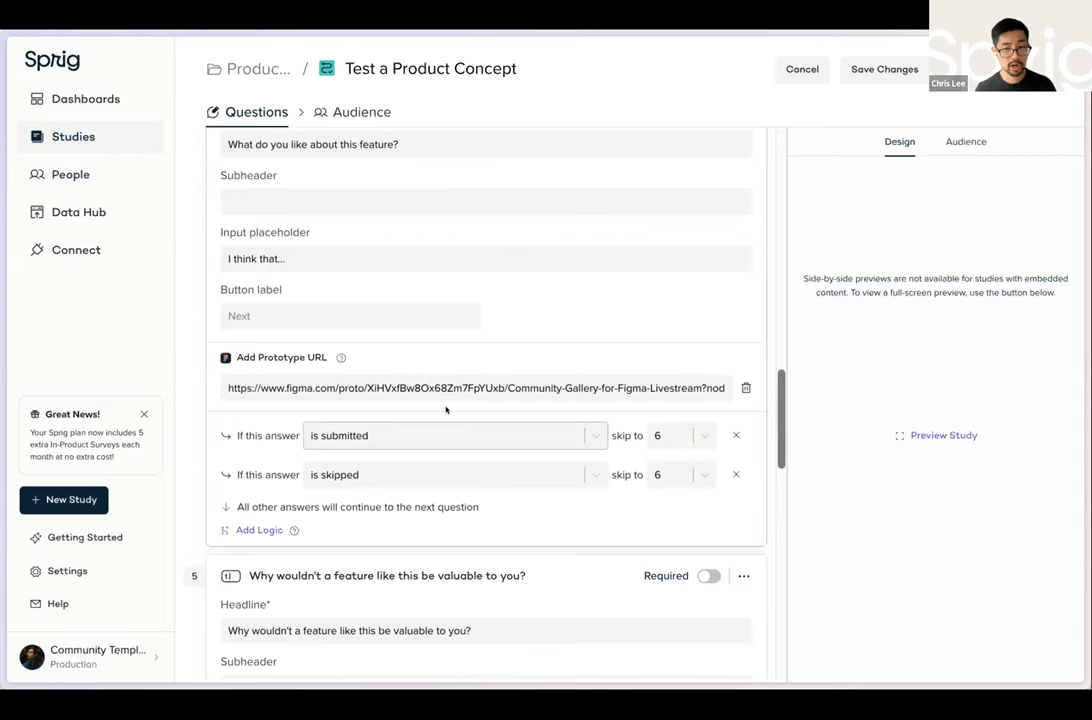 Sprig
Dashboards
Studies
People
Data Hub
Connect
Great News!
Your Sprig plan now includes 5
extra In-Product Surveys each
month at no extra cost!
+ New Study
Getting Started
Settings
Help
Community Templ...
Production
Produc... / Test a Product Concept
Cancel
Save Changes
Chris Lee
Questions > Audience
What do you like about this feature?
Subheader
Input placeholder
I think that...
Button label
Next
Add Prototype URL
https://www.figma.com/proto/XiHVxfBw8Ox68Zm7FpYUxb/Community-Gallery-for-Figma-Livestream?nod
If this answer is submitted skip to 6
If this answer is skipped skip to 6
All other answers will continue to the next question
Add Logic
5 Why wouldn't a feature like this be valuable to you? Required
Headline*
Why wouldn't a feature like this be valuable to you?
Subheader
Design
Audience
Side-by-side previews are not available for studies with embedded
content. To view a full-screen preview, use the button below.
Preview Study